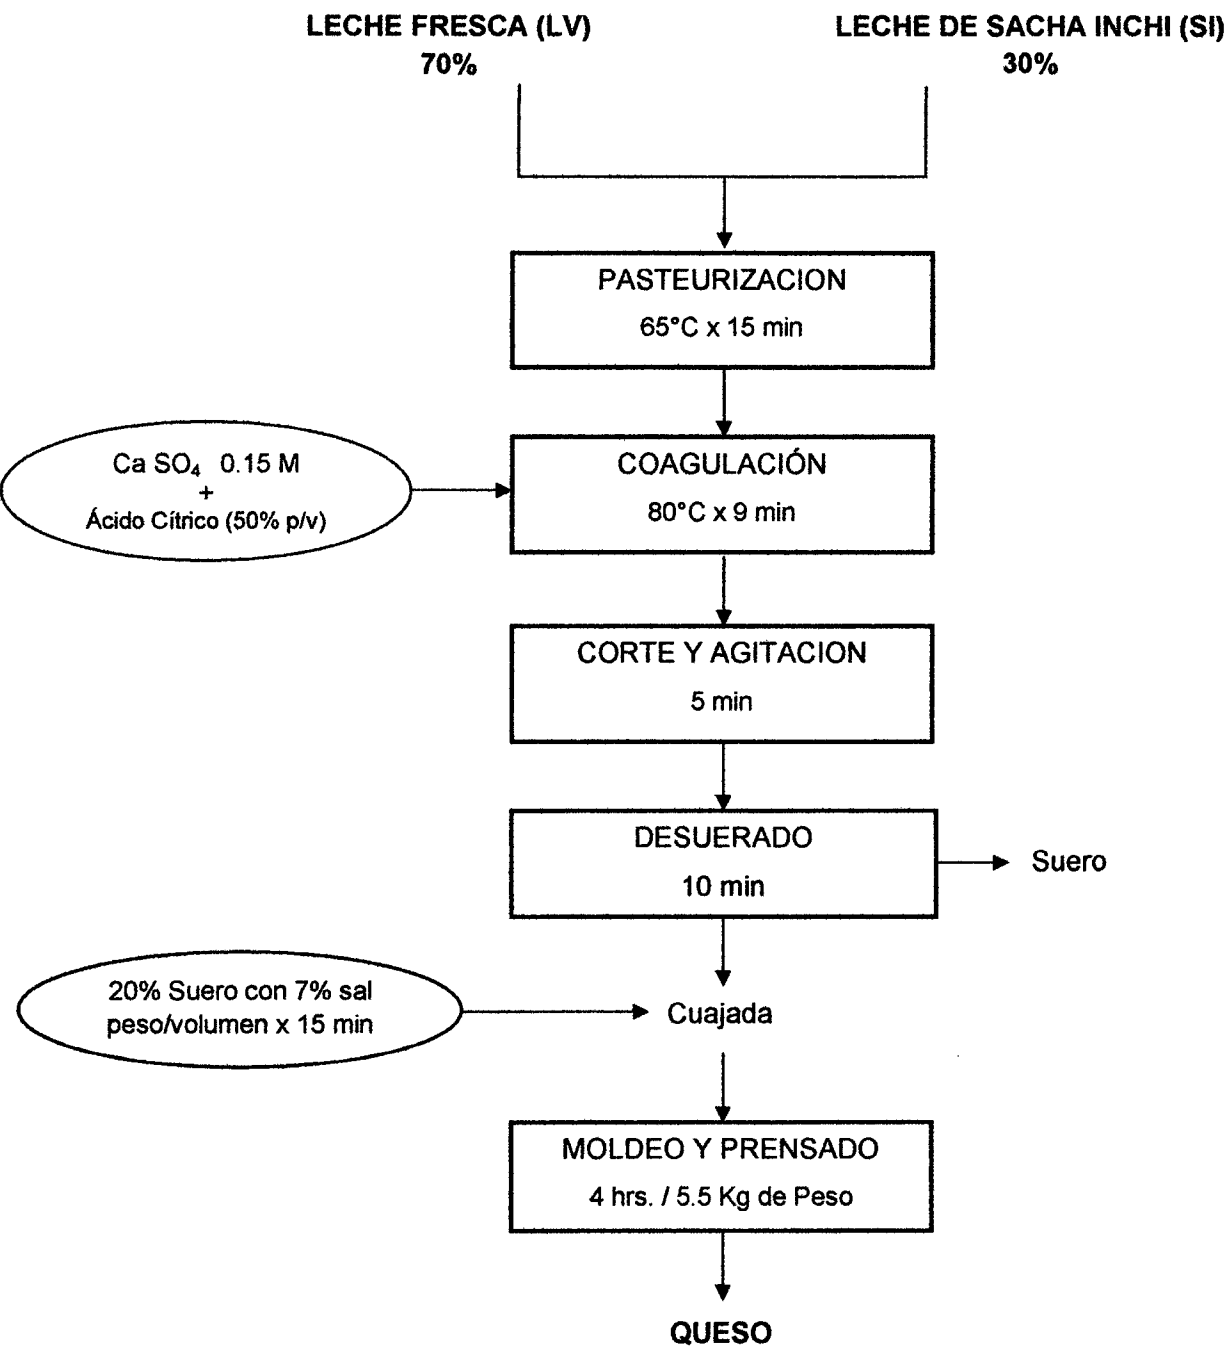 LECHE FRESCA (LV)
70%
LECHE DE SACHA INCHI (SI)
30%
PASTEURIZACION
65°C x 15 min
Ca SO₄ 0.15 M
+
Ácido Cítrico (50% p/v)
COAGULACIÓN
80°C x 9 min
CORTE Y AGITACION
5 min
DESUERADO
10 min
Suero
20% Suero con 7% sal
peso/volumen x 15 min
Cuajada
MOLDEO Y PRENSADO
4 hrs. / 5.5 Kg de Peso
QUESO